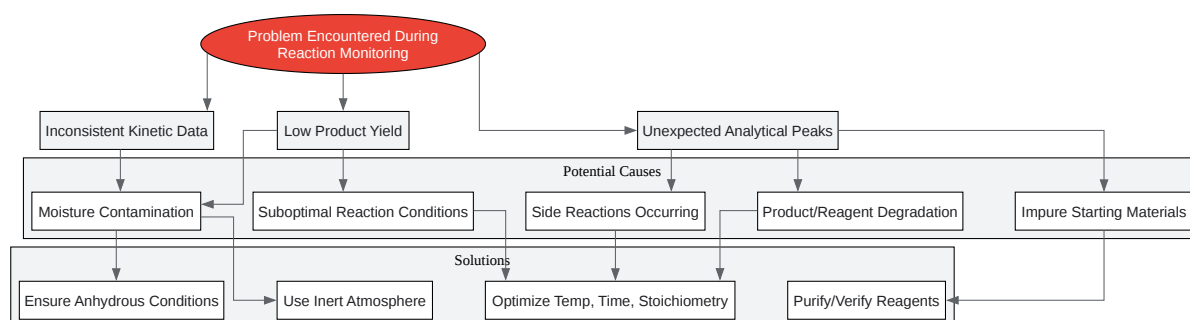 Problem Encountered During
Reaction Monitoring
Inconsistent Kinetic Data
Low Product Yield
Unexpected Analytical Peaks
Potential Causes
Moisture Contamination
Suboptimal Reaction Conditions
Side Reactions Occurring
Product/Reagent Degradation
Impure Starting Materials
Solutions
Ensure Anhydrous Conditions
Use Inert Atmosphere
Optimize Temp, Time, Stoichiometry
Purify/Verify Reagents